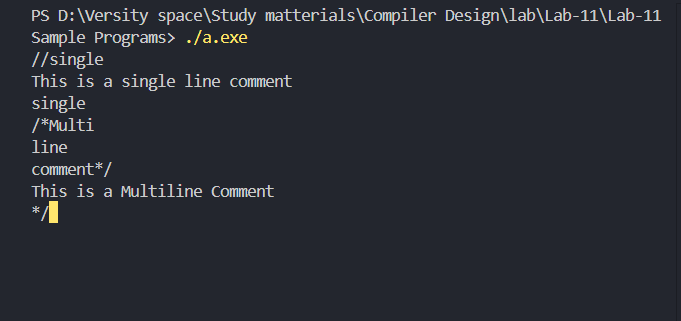 PS D:\Versity space\Study matterials\Compiler Design\lab\Lab-11\Lab-11
Sample Programs> ./a.exe
//single
This is a single line comment
single
/*Multi
line
comment*/
This is a Multiline Comment
*/